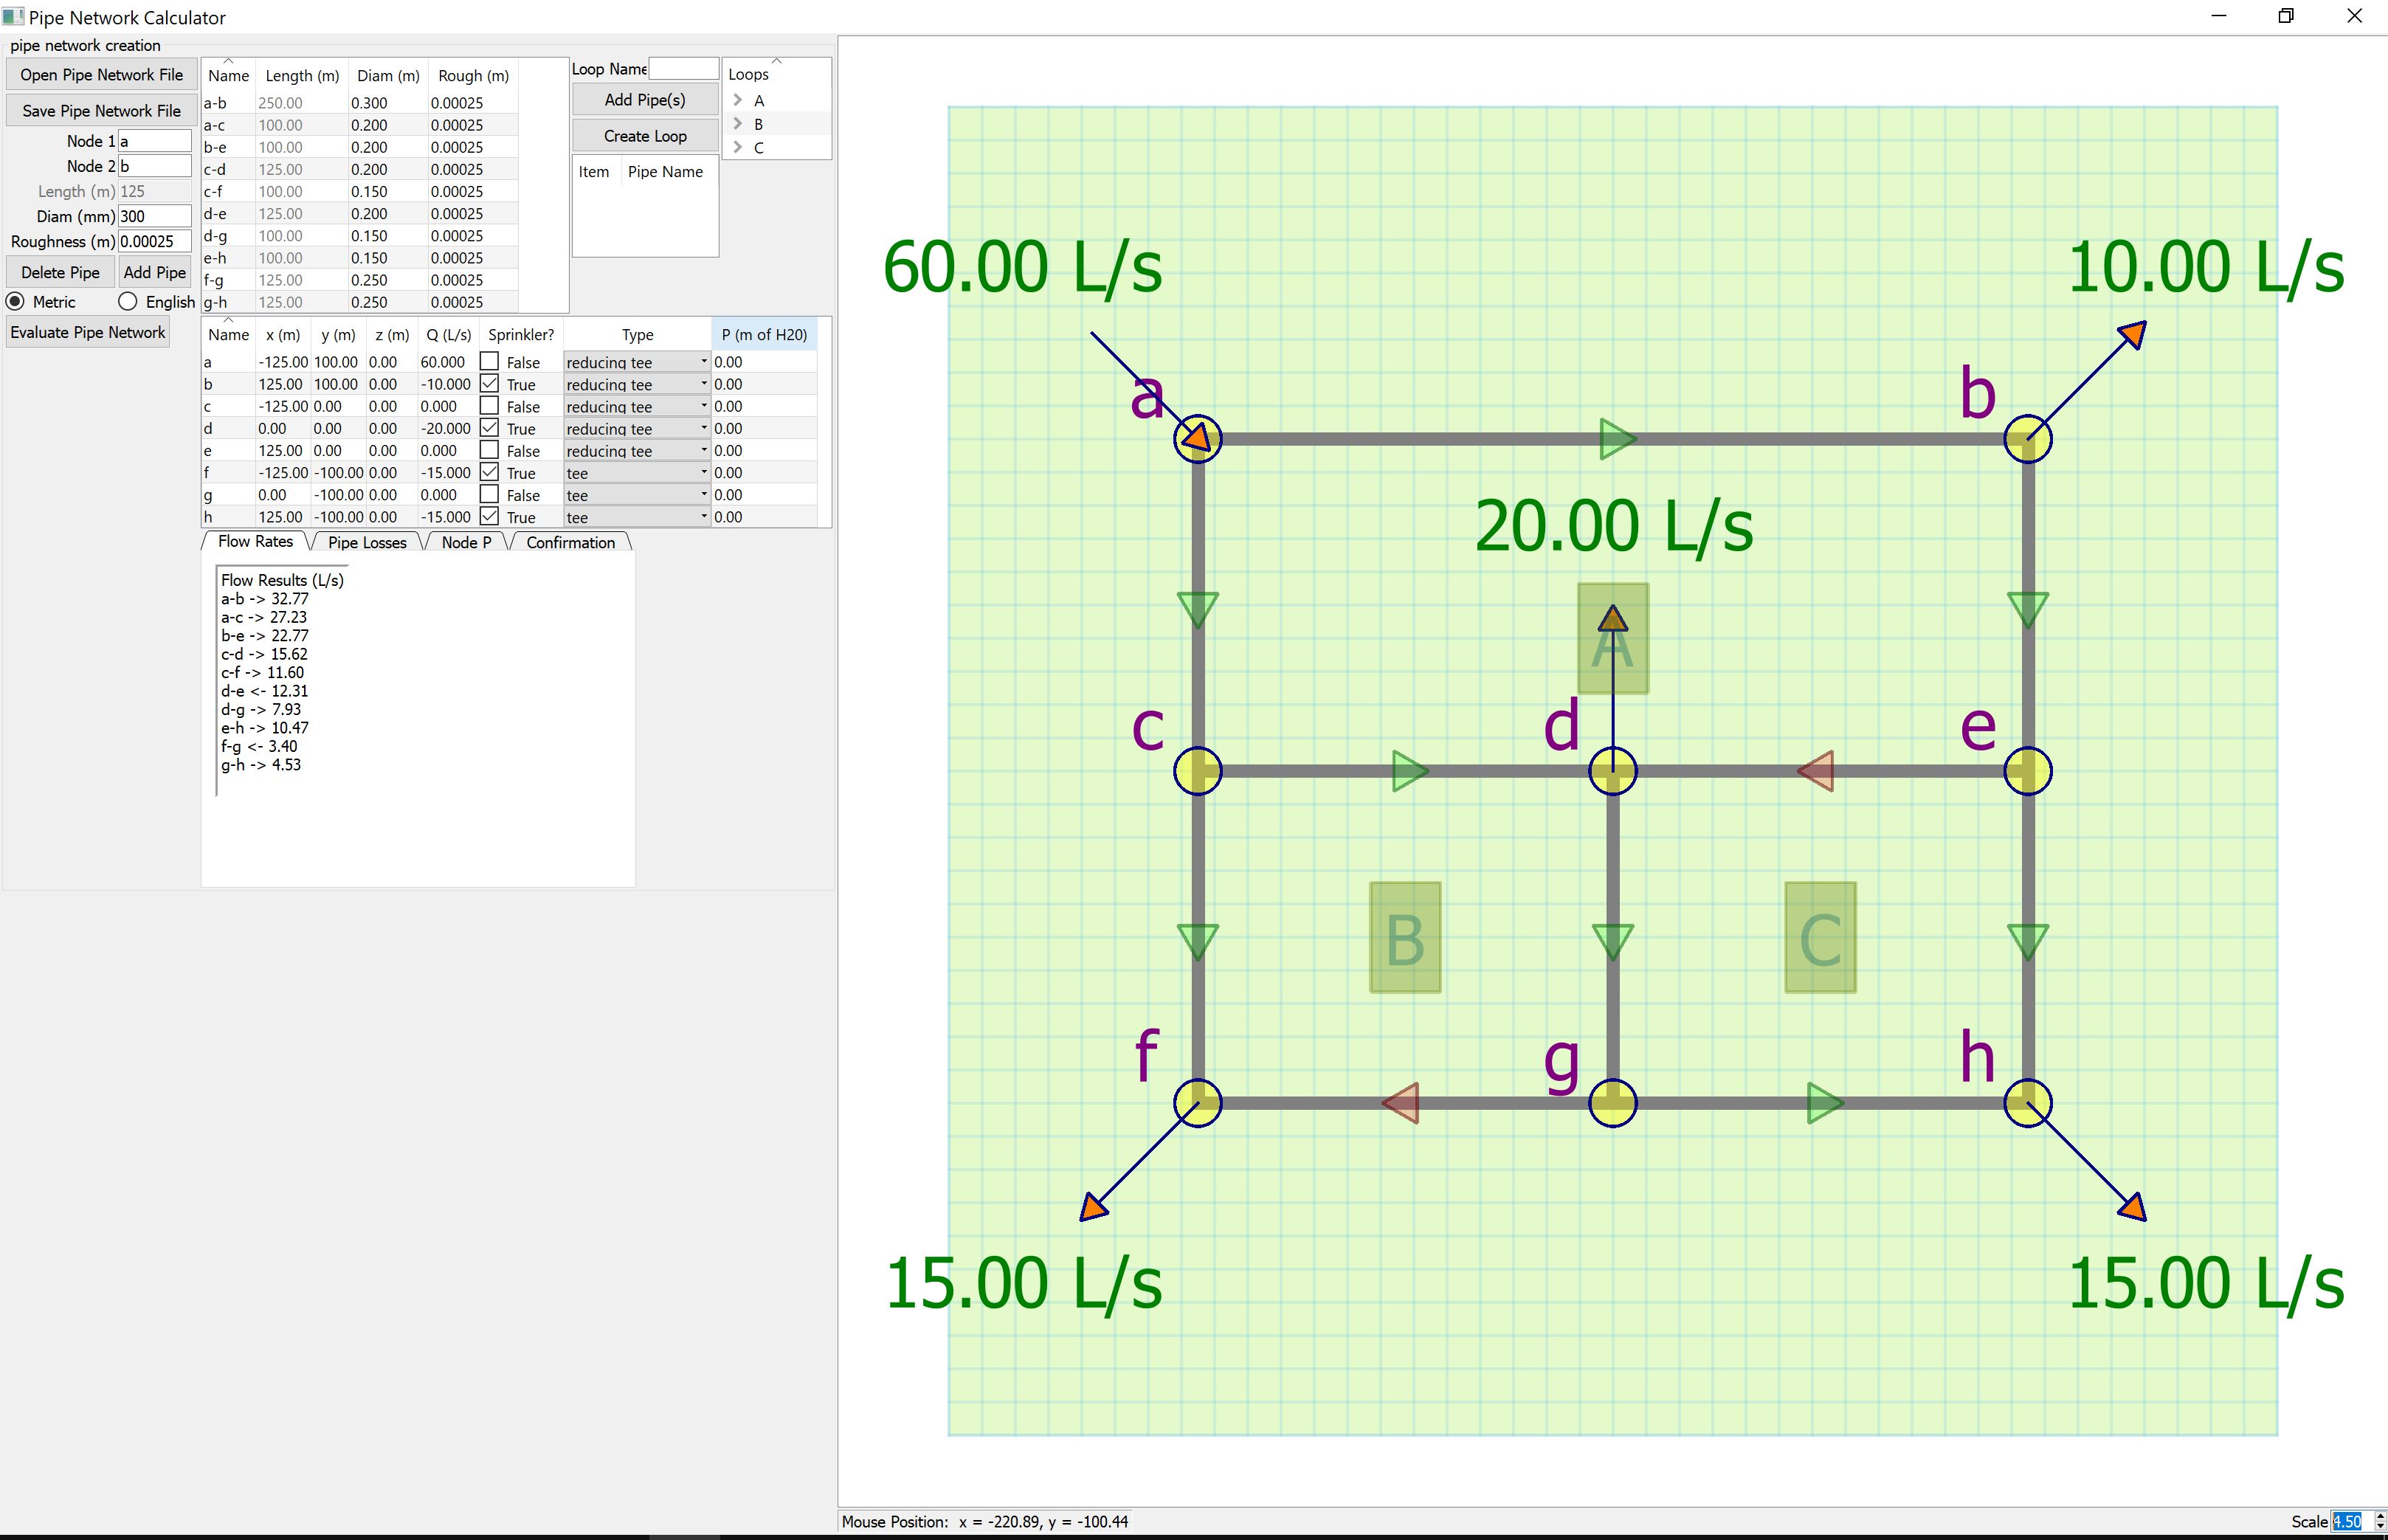 Pipe Network Calculator
pipe network creation
Open Pipe Network File
Save Pipe Network File
Node 1 a
Node 2 b
Length (m) 125
Diam (mm) 300
Roughness (m) 0.00025
Delete Pipe Add Pipe
Metric English
Evaluate Pipe Network
Name Length (m) Diam (m) Rough (m)
a-b 250.00 0.300 0.00025
a-c 100.00 0.200 0.00025
b-e 100.00 0.200 0.00025
c-d 125.00 0.200 0.00025
c-f 100.00 0.150 0.00025
d-e 125.00 0.200 0.00025
d-g 100.00 0.150 0.00025
e-h 100.00 0.150 0.00025
f-g 125.00 0.250 0.00025
g-h 125.00 0.250 0.00025
Loop Name
Add Pipe(s)
Create Loop
Item Pipe Name
Loops
A
B
C
Name x (m) y (m) z (m) Q (L/s) Sprinkler? Type P (m of H20)
a -125.00 100.00 0.00 60.000 False reducing tee 0.00
b 125.00 100.00 0.00 -10.000 True reducing tee 0.00
c -125.00 0.00 0.00 0.000 False reducing tee 0.00
d 0.00 0.00 0.00 -20.000 True reducing tee 0.00
e 125.00 0.00 0.00 0.000 False reducing tee 0.00
f -125.00 -100.00 0.00 -15.000 True tee 0.00
g 0.00 -100.00 0.00 0.000 False tee 0.00
h 125.00 -100.00 0.00 -15.000 True tee 0.00
Flow Rates Pipe Losses Node P Confirmation
Flow Results (L/s)
a-b -> 32.77
a-c -> 27.23
b-e -> 22.77
c-d -> 15.62
c-f -> 11.60
d-e <- 12.31
d-g -> 7.93
e-h -> 10.47
f-g <- 3.40
g-h -> 4.53
60.00 L/s 10.00 L/s
a b
20.00 L/s
A
c d e
B C
f g h
15.00 L/s 15.00 L/s
Mouse Position: x = -220.89, y = -100.44
Scale 4.50